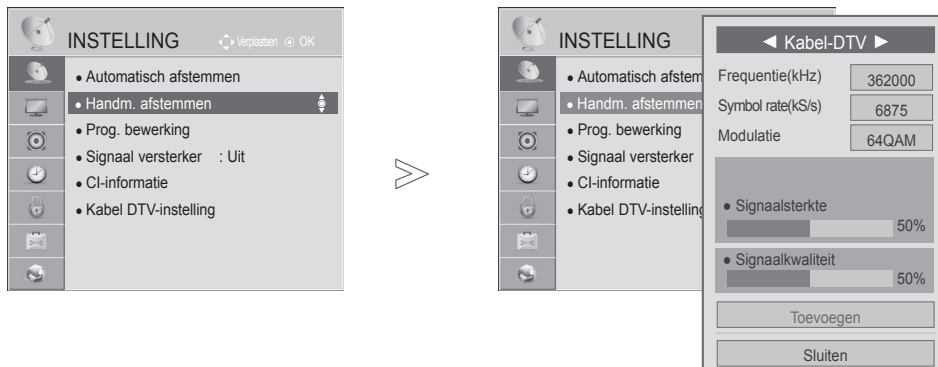 INSTELLING Verplaatsen OK
• Automatisch afstemmen
• Handm. afstemmen
• Prog. bewerking
• Signaal versterker : Uit
• CI-informatie
• Kabel DTV-instelling
INSTELLING
• Automatisch afstem
• Handm. afstemmen
• Prog. bewerking
• Signaal versterker
• CI-informatie
• Kabel DTV-instelling
◄ Kabel-DTV ►
Frequentie(kHz) 362000
Symbol rate(kS/s) 6875
Modulatie 64QAM
• Signaalsterkte
50%
• Signaalkwaliteit
50%
Toevoegen
Sluiten